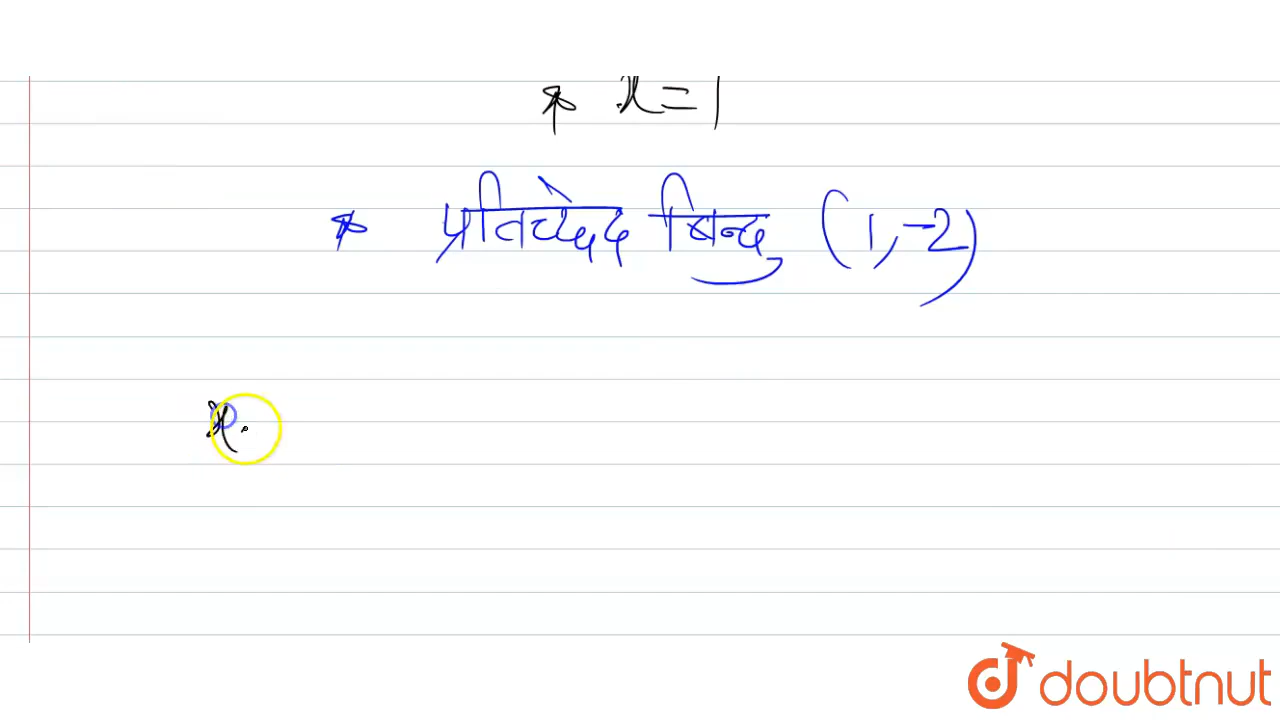 * x=1
* प्रतिच्छेद बिन्दु (1,-2)
x.
doubtnut